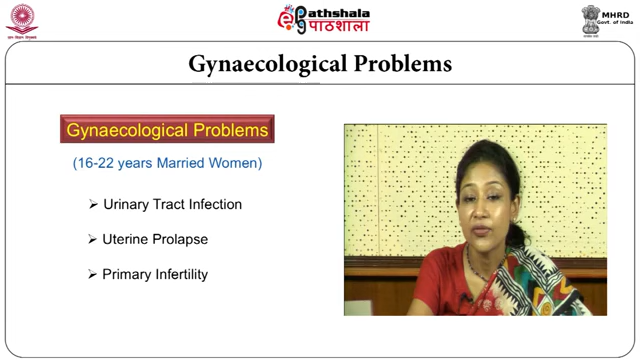 ePathshala
पाठशाला
MHRD
Govt. of India
Gynaecological Problems
Gynaecological Problems
(16-22 years Married Women)
➢ Urinary Tract Infection
➢ Uterine Prolapse
➢ Primary Infertility